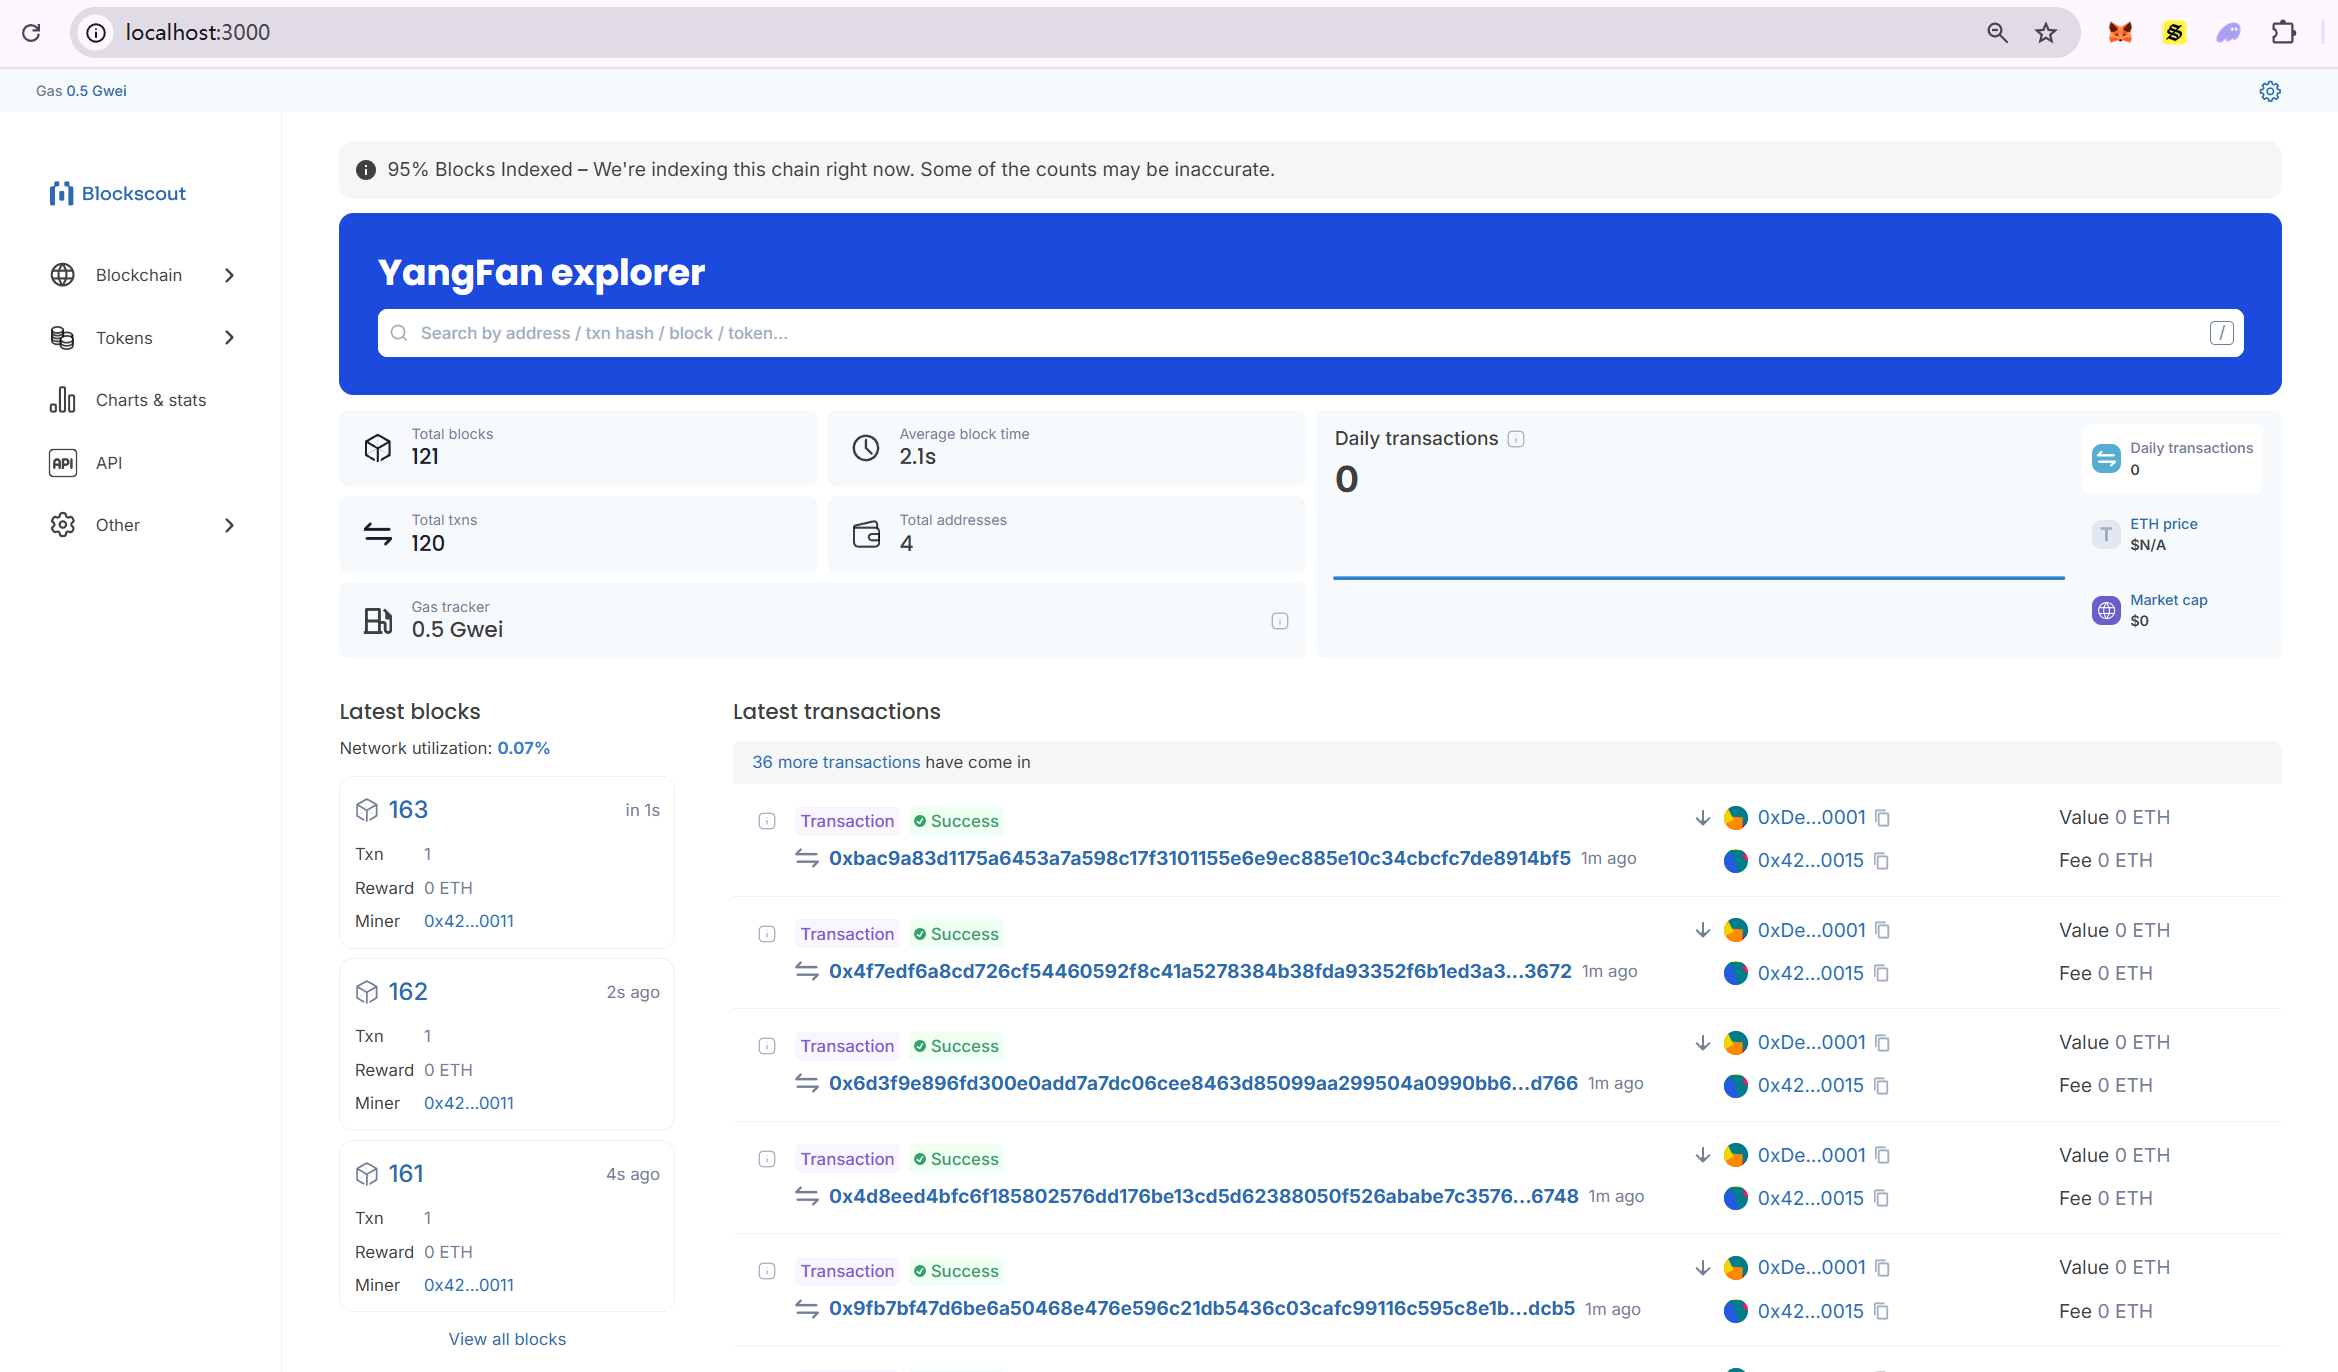 localhost:3000
Gas 0.5 Gwei
Blockscout
Blockchain
Tokens
Charts & stats
API
API
Other
95% Blocks Indexed – We're indexing this chain right now. Some of the counts may be inaccurate.
YangFan explorer
Search by address / txn hash / block / token...
/
Total blocks
121
Average block time
2.1s
Total txns
120
Total addresses
4
Gas tracker
0.5 Gwei
Daily transactions
0
Daily transactions
0
T
ETH price
$N/A
Market cap
$0
Latest blocks
Network utilization: 0.07%
163
in 1s
Txn 1
Reward 0 ETH
Miner 0x42...0011
162
2s ago
Txn 1
Reward 0 ETH
Miner 0x42...0011
161
4s ago
Txn 1
Reward 0 ETH
Miner 0x42...0011
View all blocks
Latest transactions
36 more transactions have come in
Transaction Success
0xDe...0001
Value 0 ETH
0xbac9a83d1175a6453a7a598c17f3101155e6e9ec885e10c34cbcfc7de8914bf5 1m ago
0x42...0015
Fee 0 ETH
Transaction Success
0xDe...0001
Value 0 ETH
0x4f7edf6a8cd726cf54460592f8c41a5278384b38fda93352f6b1ed3a3...3672 1m ago
0x42...0015
Fee 0 ETH
Transaction Success
0xDe...0001
Value 0 ETH
0x6d3f9e896fd300e0add7a7dc06cee8463d85099aa299504a0990bb6...d766 1m ago
0x42...0015
Fee 0 ETH
Transaction Success
0xDe...0001
Value 0 ETH
0x4d8eed4bfc6f185802576dd176be13cd5d62388050f526ababe7c3576...6748 1m ago
0x42...0015
Fee 0 ETH
Transaction Success
0xDe...0001
Value 0 ETH
0x9fb7bf47d6be6a50468e476e596c21db5436c03cafc99116c595c8e1b...dcb5 1m ago
0x42...0015
Fee 0 ETH